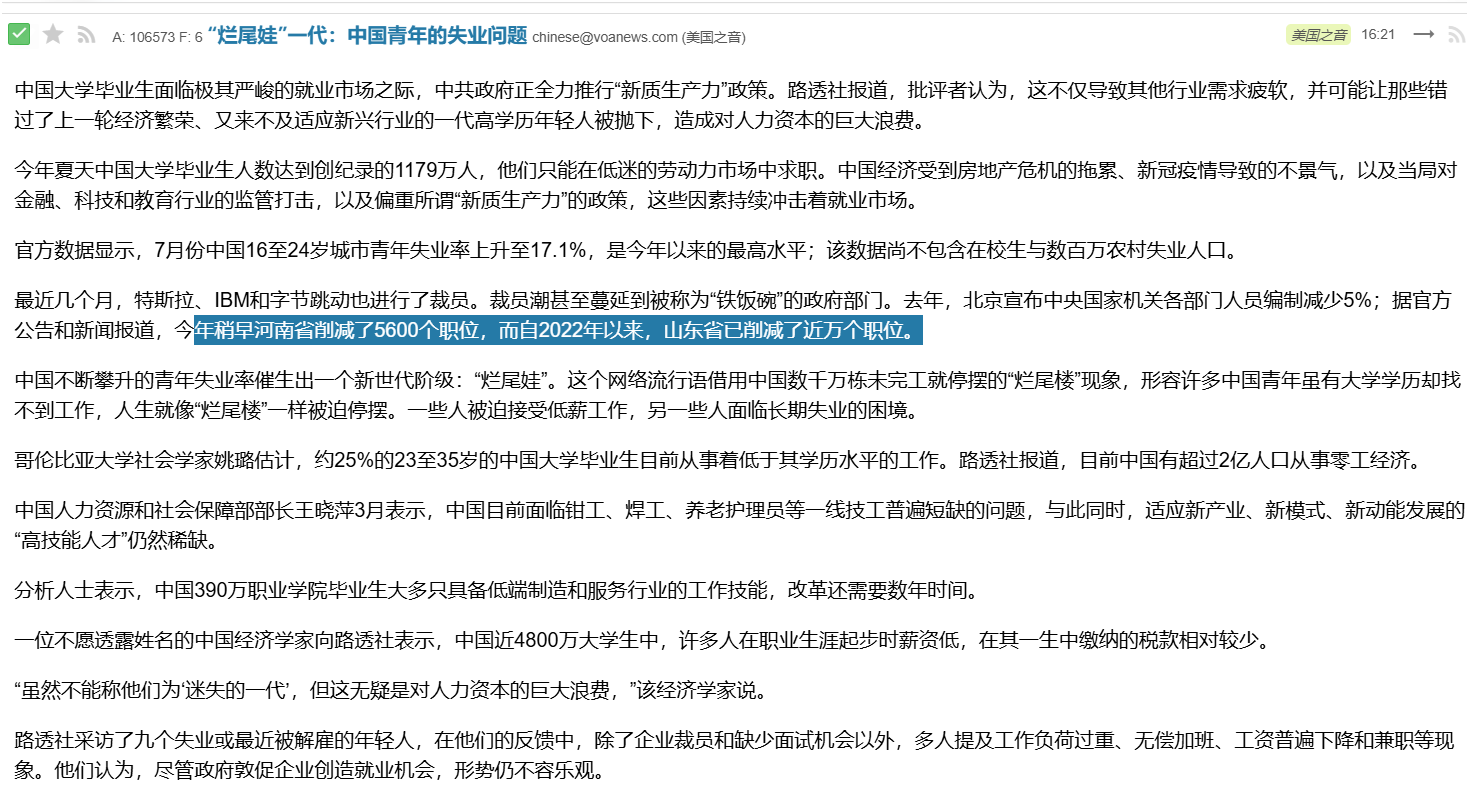 A: 106573 F: 6 “烂尾娃”一代：中国青年的失业问题 chinese@voanews.com (美国之音) 美国之音 16:21
中国大学毕业生面临极其严峻的就业市场之际，中共政府正全力推行“新质生产力”政策。路透社报道，批评者认为，这不仅导致其他行业需求疲软，并可能让那些错
过了上一轮经济繁荣、又来不及适应新兴行业的一代高学历年轻人被抛下，造成对人力资本的巨大浪费。
今年夏天中国大学毕业生人数达到创纪录的1179万人，他们只能在低迷的劳动力市场中求职。中国经济受到房地产危机的拖累、新冠疫情导致的不景气，以及当局对
金融、科技和教育行业的监管打击，以及偏重所谓“新质生产力”的政策，这些因素持续冲击着就业市场。
官方数据显示，7月份中国16至24岁城市青年失业率上升至17.1%，是今年以来的最高水平；该数据尚不包含在校生与数百万农村失业人口。
最近几个月，特斯拉、IBM和字节跳动也进行了裁员。裁员潮甚至蔓延到被称为“铁饭碗”的政府部门。去年，北京宣布中央国家机关各部门人员编制减少5%；据官方
公告和新闻报道，今年稍早河南省削减了5600个职位，而自2022年以来，山东省已削减了近万个职位。
中国不断攀升的青年失业率催生出一个新世代阶级：“烂尾娃”。这个网络流行语借用中国数千万栋未完工就停摆的“烂尾楼”现象，形容许多中国青年虽有大学学历却找
不到工作，人生就像“烂尾楼”一样被迫停摆。一些人被迫接受低薪工作，另一些人面临长期失业的困境。
哥伦比亚大学社会学家姚璐估计，约25%的23至35岁的中国大学毕业生目前从事着低于其学历水平的工作。路透社报道，目前中国有超过2亿人口从事零工经济。
中国人力资源和社会保障部部长王晓萍3月表示，中国目前面临钳工、焊工、养老护理员等一线技工普遍短缺的问题，与此同时，适应新产业、新模式、新动能发展的
“高技能人才”仍然稀缺。
分析人士表示，中国390万职业学院毕业生大多只具备低端制造和服务行业的工作技能，改革还需要数年时间。
一位不愿透露姓名的中国经济学家向路透社表示，中国近4800万大学生中，许多人在职业生涯起步时薪资低，在其一生中缴纳的税款相对较少。
“虽然不能称他们为‘迷失的一代’，但这无疑是对人力资本的巨大浪费，”该经济学家说。
路透社采访了九个失业或最近被解雇的年轻人，在他们的反馈中，除了企业裁员和缺少面试机会以外，多人提及工作负荷过重、无偿加班、工资普遍下降和兼职等现
象。他们认为，尽管政府敦促企业创造就业机会，形势仍不容乐观。